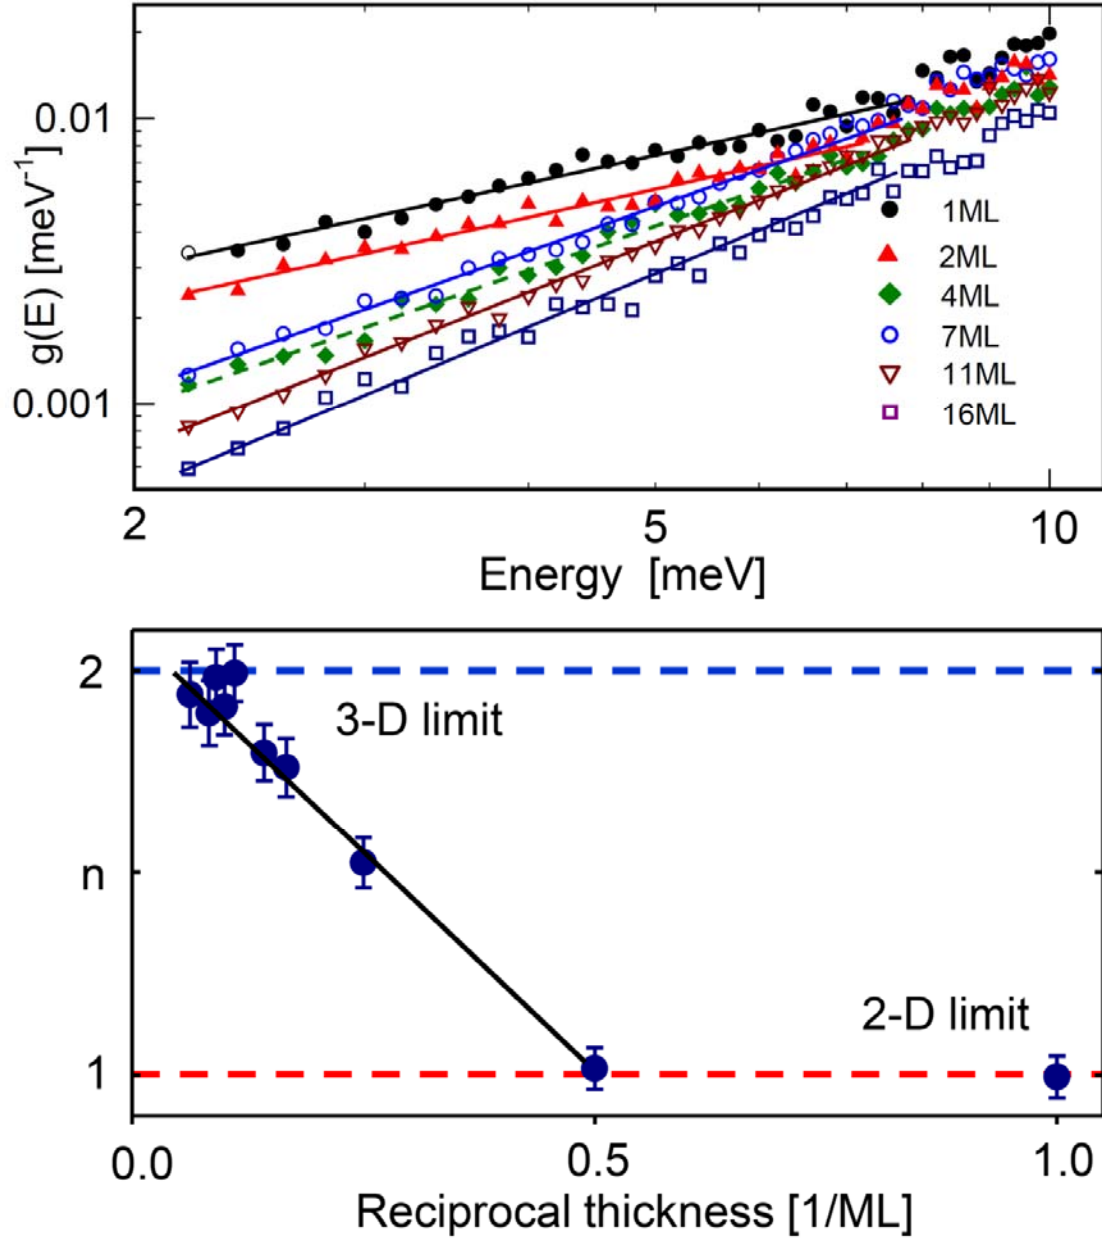 0.01
g(E) [meV⁻¹]
0.001
1ML
2ML
4ML
7ML
11ML
16ML
2
5
10
Energy [meV]
2
3-D limit
n
2-D limit
1
0.0
0.5
1.0
Reciprocal thickness [1/ML]